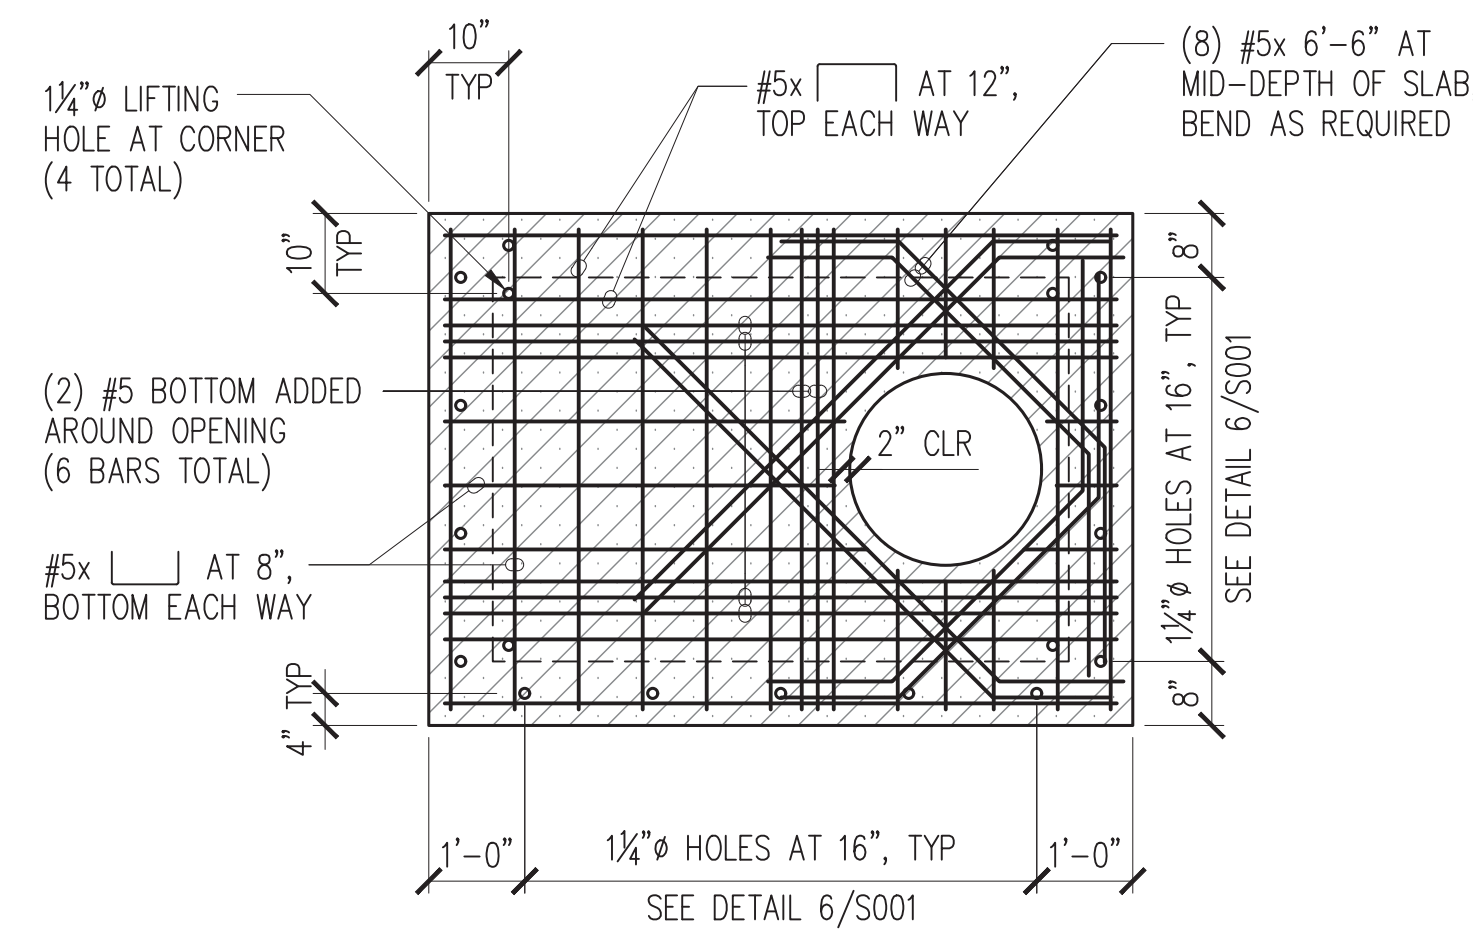 10"
TYP
1¼"ø LIFTING
HOLE AT CORNER
(4 TOTAL)
#5x AT 12",
TOP EACH WAY
(8) #5x 6'-6" AT
MID-DEPTH OF SLAB
BEND AS REQUIRED
10"
TYP
8"
(2) #5 BOTTOM ADDED
AROUND OPENING
(6 BARS TOTAL)
2" CLR
1¼"ø HOLES AT 16", TYP
SEE DETAIL 6/S001
#5x AT 8",
BOTTOM EACH WAY
4" TYP
8"
1'-0"
1¼"ø HOLES AT 16", TYP
1'-0"
SEE DETAIL 6/S001